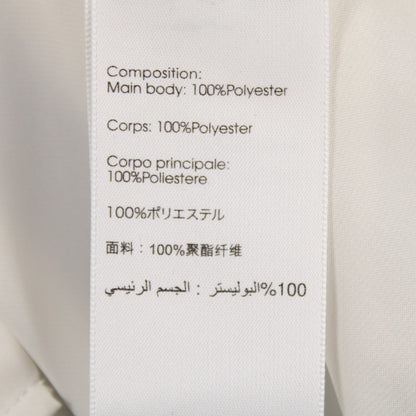 Composition:
Main body: 100%Polyester
Corps: 100%Polyester
Corpo principale:
100%Poliestere
100%ポリエステル
面料：100%聚酯纤维
100%البوليستر : الجسم الرئيسي